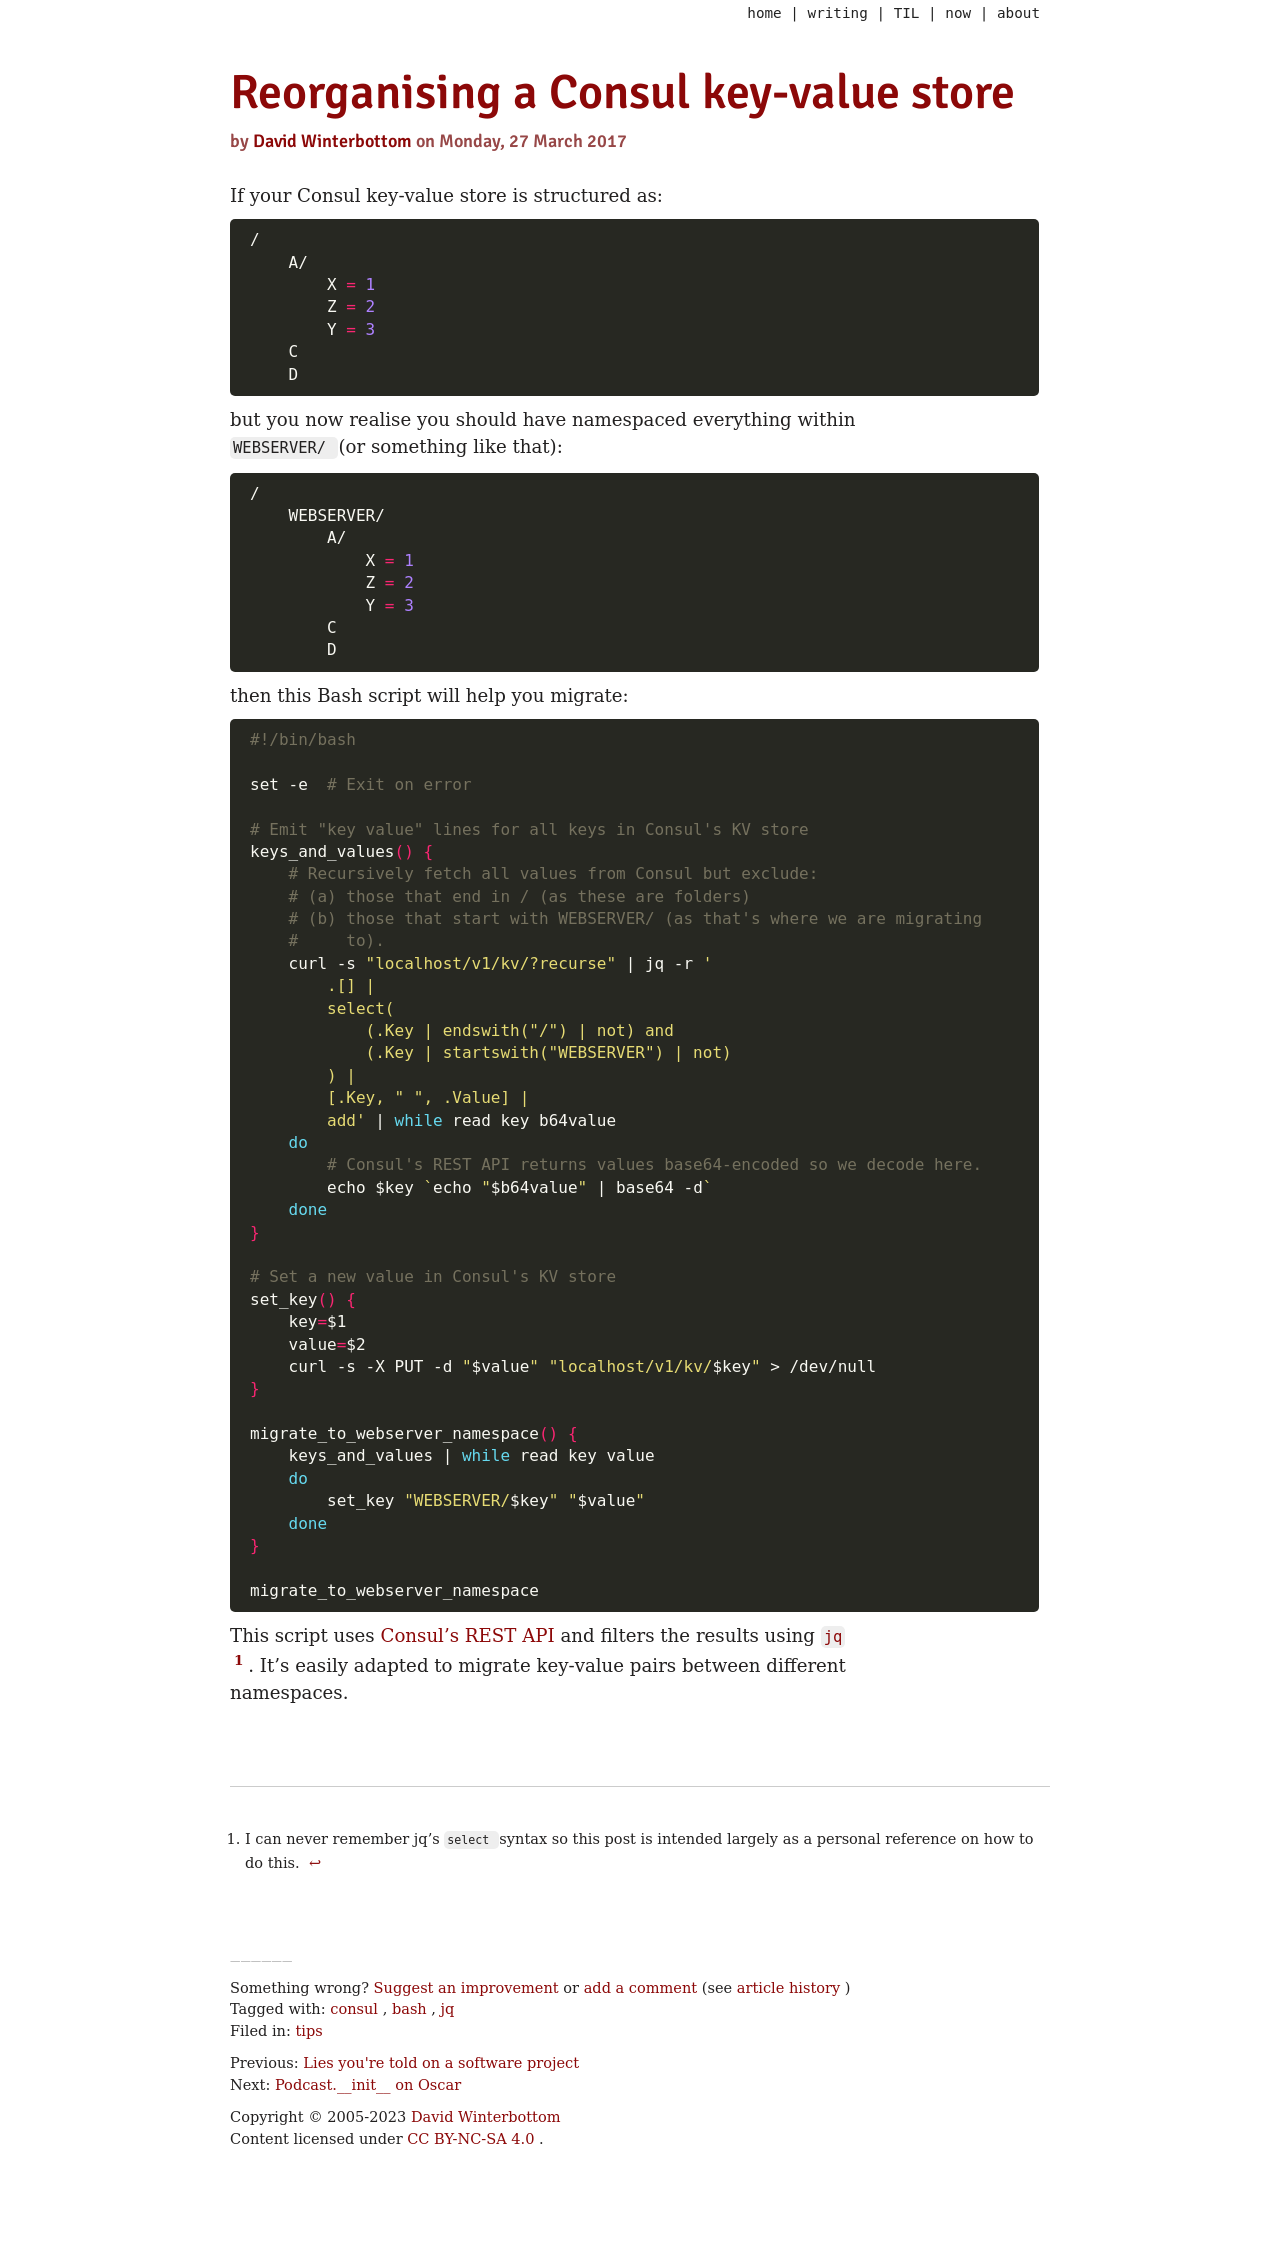 home | writing | TIL | now | about
Reorganising a Consul key-value store
by David Winterbottom on Monday, 27 March 2017
If your Consul key-value store is structured as:
/
    A/
        X = 1
        Z = 2
        Y = 3
    C
    D
but you now realise you should have namespaced everything within
WEBSERVER/ (or something like that):
/
    WEBSERVER/
        A/
            X = 1
            Z = 2
            Y = 3
        C
        D
then this Bash script will help you migrate:
#!/bin/bash

set -e  # Exit on error

# Emit "key value" lines for all keys in Consul's KV store
keys_and_values() {
    # Recursively fetch all values from Consul but exclude:
    # (a) those that end in / (as these are folders)
    # (b) those that start with WEBSERVER/ (as that's where we are migrating
    #     to).
    curl -s "localhost/v1/kv/?recurse" | jq -r '
        .[] |
        select(
            (.Key | endswith("/") | not) and
            (.Key | startswith("WEBSERVER") | not)
        ) |
        [.Key, " ", .Value] |
        add' | while read key b64value
    do
        # Consul's REST API returns values base64-encoded so we decode here.
        echo $key `echo "$b64value" | base64 -d`
    done
}

# Set a new value in Consul's KV store
set_key() {
    key=$1
    value=$2
    curl -s -X PUT -d "$value" "localhost/v1/kv/$key" > /dev/null
}

migrate_to_webserver_namespace() {
    keys_and_values | while read key value
    do
        set_key "WEBSERVER/$key" "$value"
    done
}

migrate_to_webserver_namespace
This script uses Consul’s REST API and filters the results using jq
1 . It’s easily adapted to migrate key-value pairs between different
namespaces.
1. I can never remember jq’s select syntax so this post is intended largely as a personal reference on how to
do this. ↩
______
Something wrong? Suggest an improvement or add a comment (see article history )
Tagged with: consul , bash , jq
Filed in: tips
Previous: Lies you're told on a software project
Next: Podcast.__init__ on Oscar
Copyright © 2005-2023 David Winterbottom
Content licensed under CC BY-NC-SA 4.0 .